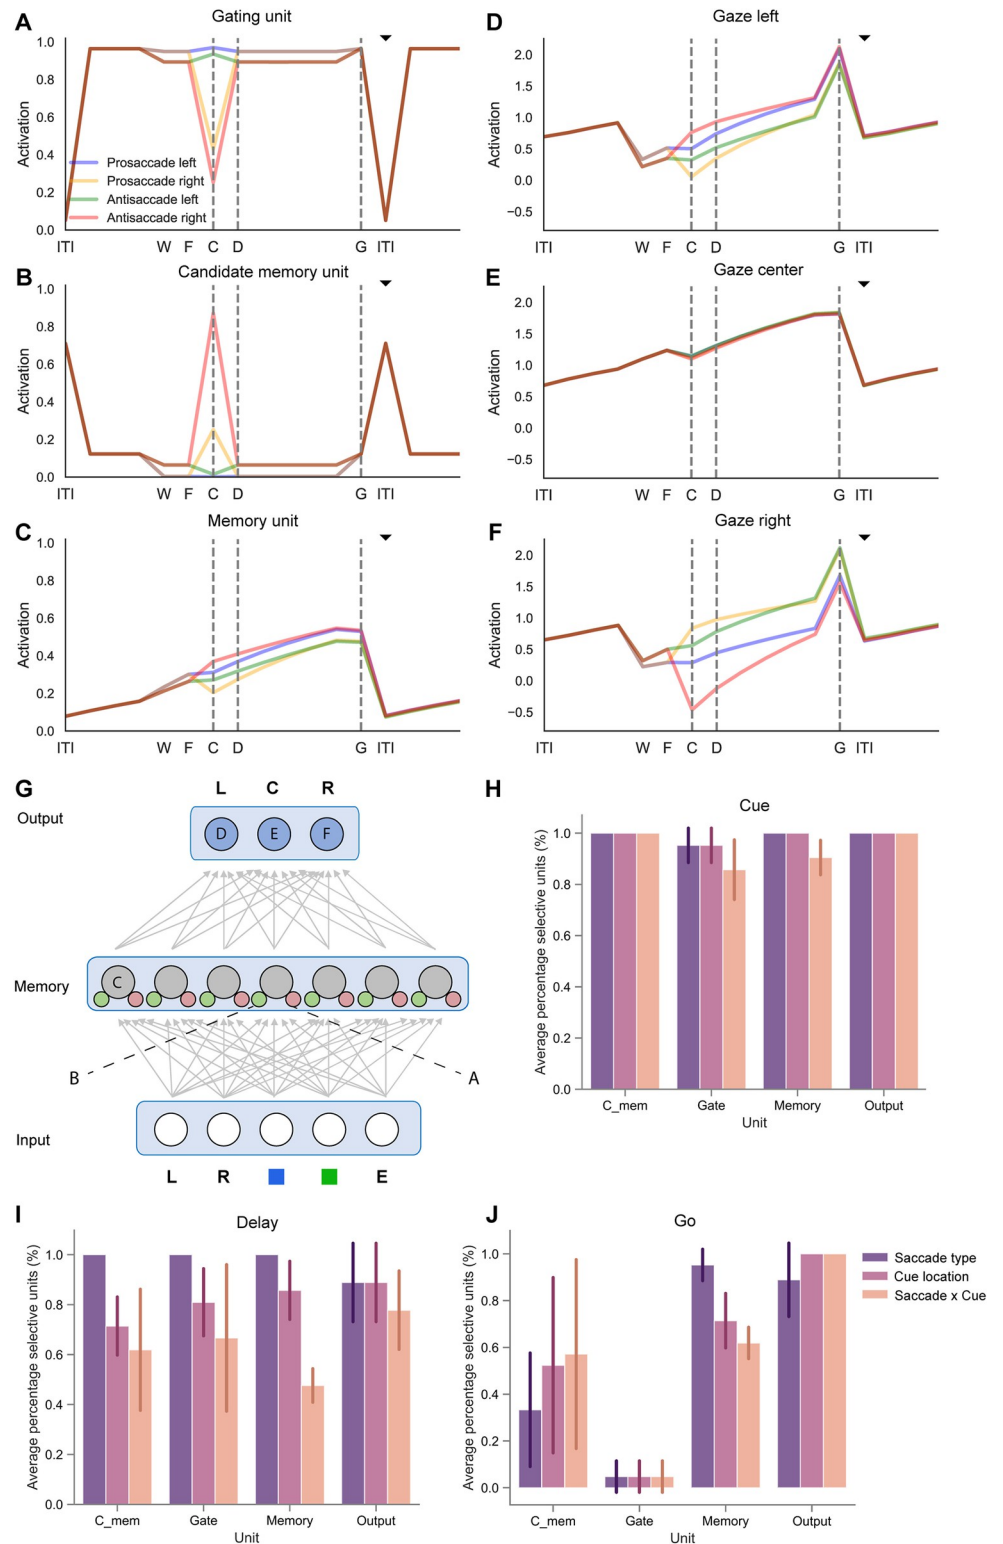 A
Gating unit
1.0
0.8
0.6
0.4
0.2
0.0
Activation
Prosaccade left
Prosaccade right
Antisaccade left
Antisaccade right
ITI W F C D G ITI
B
Candidate memory unit
1.0
0.8
0.6
0.4
0.2
0.0
Activation
ITI W F C D G ITI
C
Memory unit
1.0
0.8
0.6
0.4
0.2
0.0
Activation
ITI W F C D G ITI
D
Gaze left
2.0
1.5
1.0
0.5
0.0
−0.5
Activation
ITI W F C D G ITI
E
Gaze center
2.0
1.5
1.0
0.5
0.0
−0.5
Activation
ITI W F C D G ITI
F
Gaze right
2.0
1.5
1.0
0.5
0.0
−0.5
Activation
ITI W F C D G ITI
G
L C R
Output
D E F
Memory
C
B A
Input
L R E
H
Cue
1.0
0.8
0.6
0.4
0.2
0.0
Average percentage selective units (%)
C_mem Gate Memory Output
Unit
I
Delay
1.0
0.8
0.6
0.4
0.2
0.0
Average percentage selective units (%)
C_mem Gate Memory Output
Unit
J
Go
1.0
0.8
0.6
0.4
0.2
0.0
Average percentage selective units (%)
C_mem Gate Memory Output
Unit
Saccade type
Cue location
Saccade x Cue